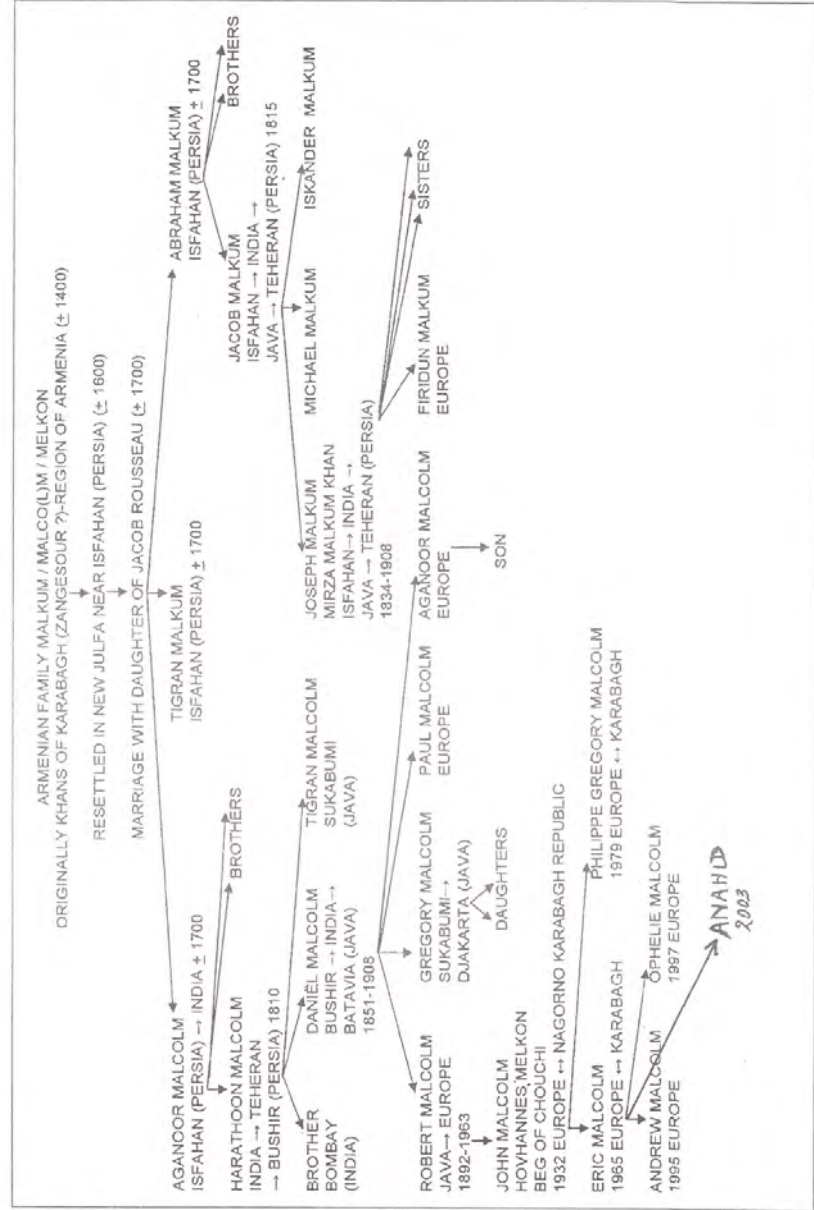 ARMENIAN FAMILY MALKUM / MALCO(L)M / MELKON
ORIGINALLY KHANS OF KARABAGH (ZANGESOUR ?)-REGION OF ARMENIA (± 1400)
RESETTLED IN NEW JULFA NEAR ISFAHAN (PERSIA) (± 1600)
MARRIAGE WITH DAUGHTER OF JACOB ROUSSEAU (± 1700)
AGANOOR MALCOLM
ISFAHAN (PERSIA) → INDIA ± 1700
TIGRAN MALKUM
ISFAHAN (PERSIA) ± 1700
ABRAHAM MALKUM
ISFAHAN (PERSIA) ± 1700
HARATHOON MALCOLM
INDIA → TEHERAN
→ BUSHIR (PERSIA) 1810
BROTHERS
JACOB MALKUM
ISFAHAN → INDIA →
JAVA → TEHERAN (PERSIA) 1815
BROTHERS
BROTHER
BOMBAY
(INDIA)
DANIËL MALCOLM
BUSHIR → INDIA →
BATAVIA (JAVA)
1851-1908
TIGRAN MALCOLM
SUKABUMI
(JAVA)
JOSEPH MALKUM
MIRZA MALKUM KHAN
ISFAHAN → INDIA →
JAVA → TEHERAN (PERSIA)
1834-1908
MICHAEL MALKUM
ISKANDER MALKUM
ROBERT MALCOLM
JAVA → EUROPE
1892-1963
GREGORY MALCOLM
SUKABUMI→
DJAKARTA (JAVA)
PAUL MALCOLM
EUROPE
AGANOOR MALCOLM
EUROPE
FIRIDUN MALKUM
EUROPE
SISTERS
JOHN MALCOLM
HOVHANNES MELKON
BEG OF CHOUCHI
1932 EUROPE ↔ NAGORNO KARABAGH REPUBLIC
DAUGHTERS
SON
ERIC MALCOLM
1965 EUROPE ↔ KARABAGH
PHILIPPE GREGORY MALCOLM
1979 EUROPE ↔ KARABAGH
ANDREW MALCOLM
1995 EUROPE
OPHELIE MALCOLM
1997 EUROPE
ANAHID
2003